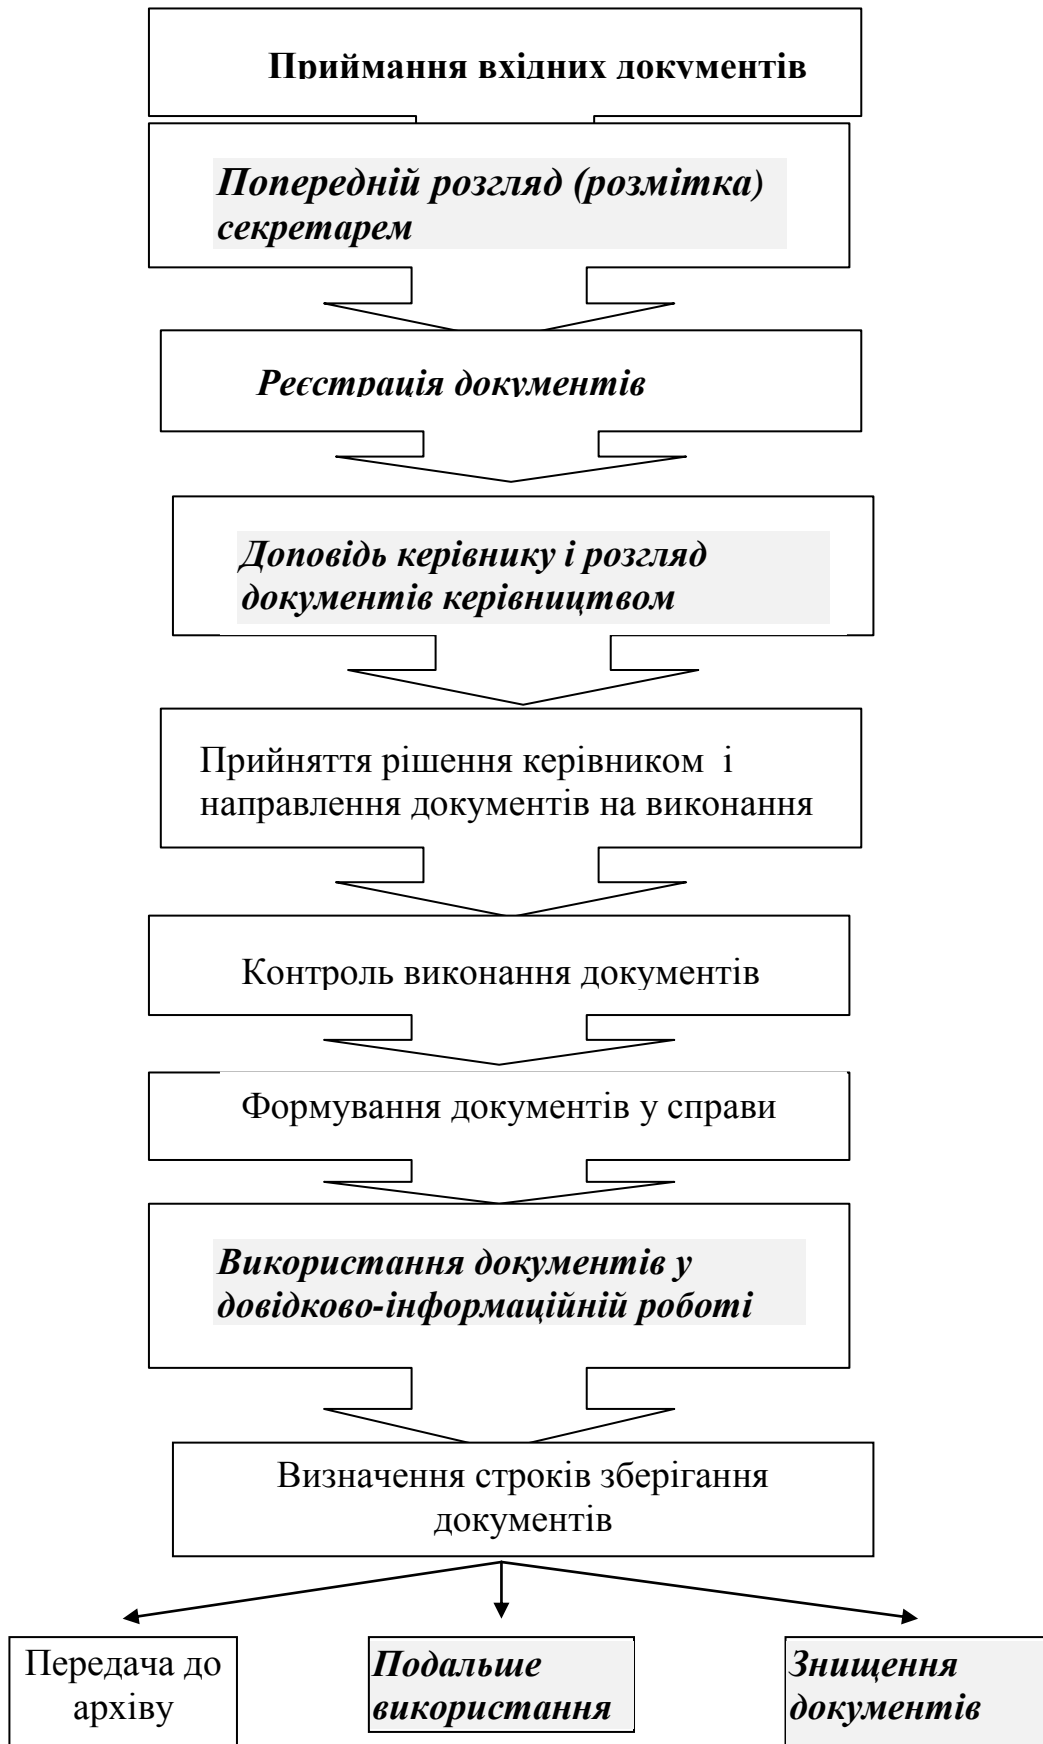 Приймання вхідних документів
Попередній розгляд (розмітка)
секретарем
Реєстрація документів
Доповідь керівнику і розгляд
документів керівництвом
Прийняття рішення керівником і
направлення документів на виконання
Контроль виконання документів
Формування документів у справи
Використання документів у
довідково-інформаційній роботі
Визначення строків зберігання
документів
Передача до
архіву
Подальше
використання
Знищення
документів